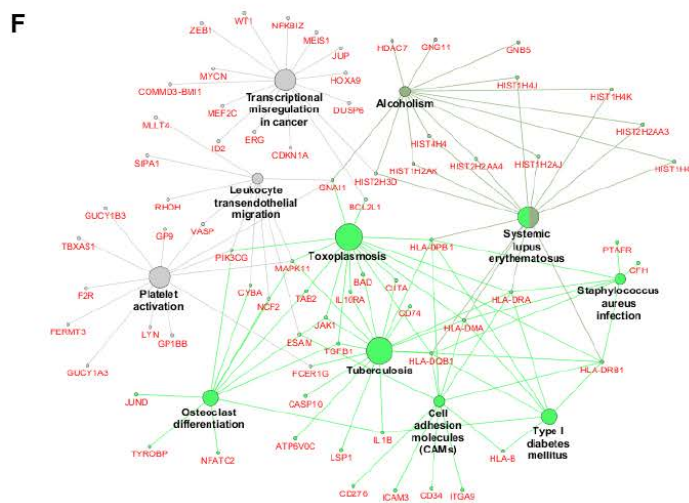 F
WT1
NFKBIZ
ZEB1
MEIS1
JUP
MYCN
HOXA9
COMMD3-BMI1
Transcriptional
misregulation
in cancer
DUSP6
MEF2C
MLLT4
ERG
ID2
CDKN1A
SIPA1
HDAC7
GNG11
GNB5
Alcoholism
HIST1H4J
HIST1H4K
HIST4H4
HIST2H2AA3
HIST2H2AA4
HIST1H2AJ
HIST1H2AK
HIST2H3D
GNAI1
Leukocyte
transendothelial
migration
RHOH
BCL2L1
GUCY1B3
VASP
GP9
TBXAS1
PIK3CG
Toxoplasmosis
HLA-DPB1
Systemic
lupus
erythematosus
PTAFR
CFH
MAPK11
BAD
CIITA
Staphylococcus
aureus
infection
F2R
Platelet
activation
CYBA
NCF2
TAB2
IL10RA
CD74
HLA-DRA
HLA-DMA
FERMT3
LYN
GP1BB
JAK1
ESAM
TGFB1
Tuberculosis
HLA-DQB1
HLA-DRB1
GUCY1A3
FCER1G
JUND
Osteoclast
differentiation
CASP10
Cell
adhesion
molecules
(CAMs)
Type I
diabetes
mellitus
TYROBP
NFATC2
ATP6V0C
IL1B
LSP1
HLA-B
CD276
ICAM3
CD34
ITGA9